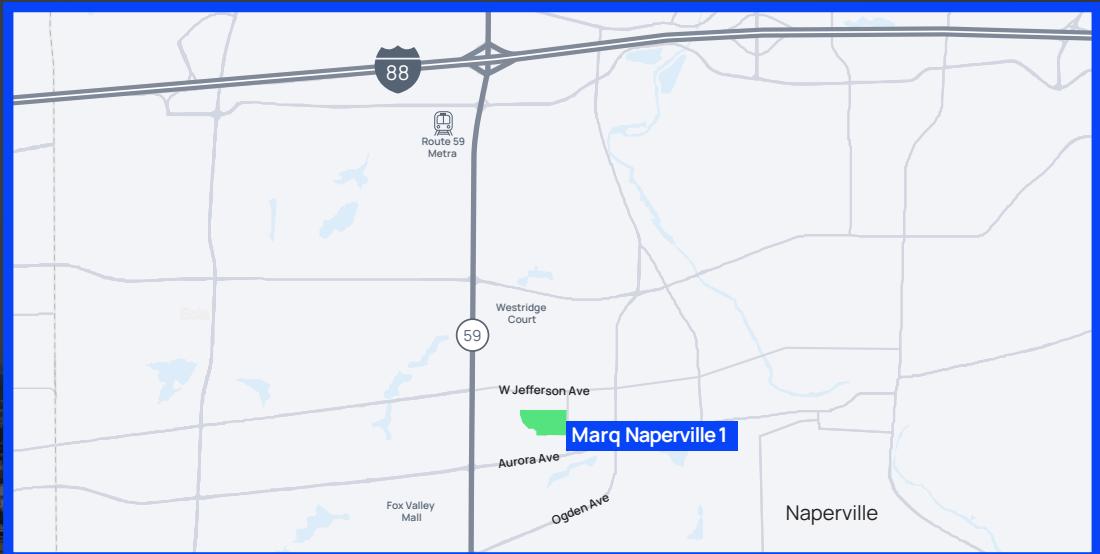 88
Route 59
Metra
Westridge
Court
59
W Jefferson Ave
Marq Naperville 1
Aurora Ave
Fox Valley
Mall
Ogden Ave
Naperville